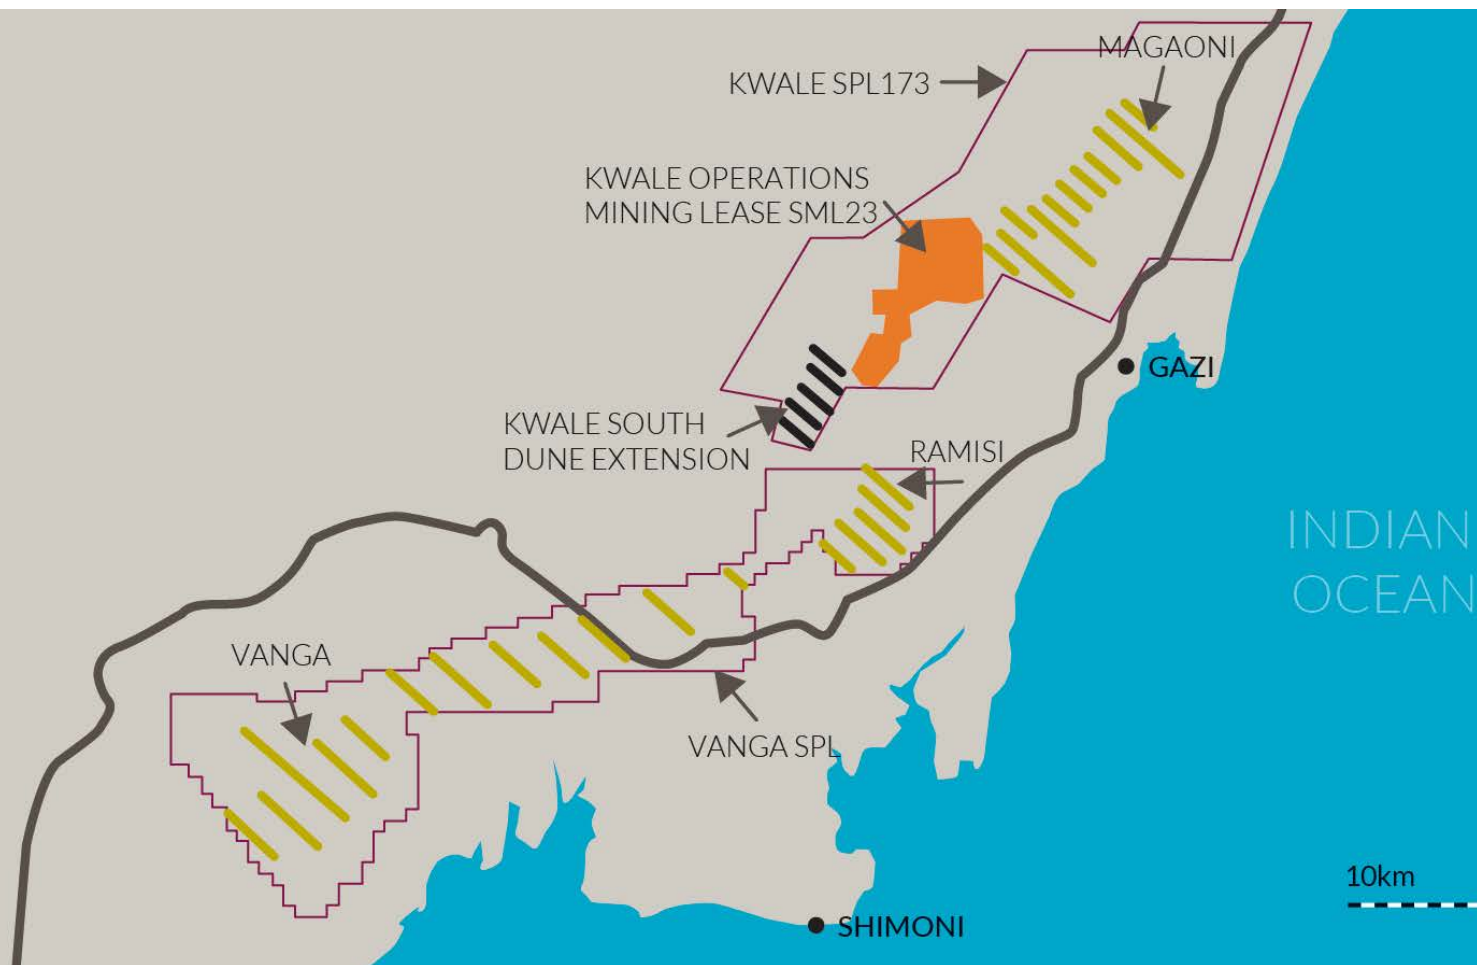 MAGAONI
KWALE SPL173
KWALE OPERATIONS
MINING LEASE SML23
GAZI
KWALE SOUTH
DUNE EXTENSION
RAMISI
INDIAN
OCEAN
VANGA
VANGA SPL
10km
SHIMONI